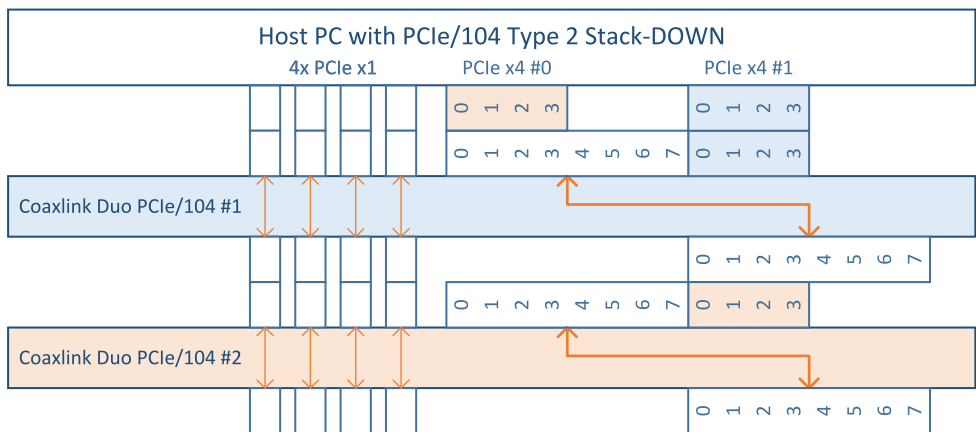 Host PC with PCIe/104 Type 2 Stack-DOWN
4x PCIe x1 PCIe x4 #0 PCIe x4 #1
0 1 2 3 0 1 2 3
0 1 2 3 4 5 6 7 0 1 2 3
Coaxlink Duo PCIe/104 #1
0 1 2 3 4 5 6 7
0 1 2 3 4 5 6 7 0 1 2 3
Coaxlink Duo PCIe/104 #2
0 1 2 3 4 5 6 7